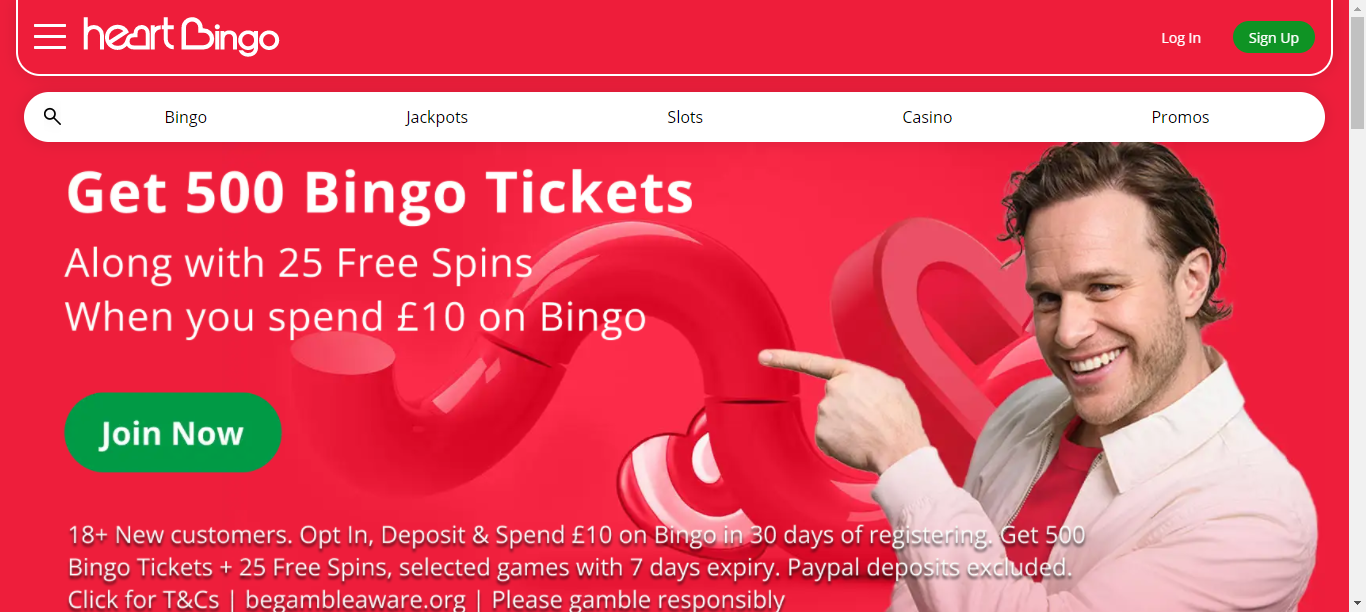 heart Bingo
Log In
Sign Up
Bingo
Jackpots
Slots
Casino
Promos
Get 500 Bingo Tickets
Along with 25 Free Spins
When you spend £10 on Bingo
Join Now
18+ New customers. Opt In, Deposit & Spend £10 on Bingo in 30 days of registering. Get 500
Bingo Tickets + 25 Free Spins, selected games with 7 days expiry. Paypal deposits excluded.
Click for T&Cs | begambleaware.org | Please gamble responsibly